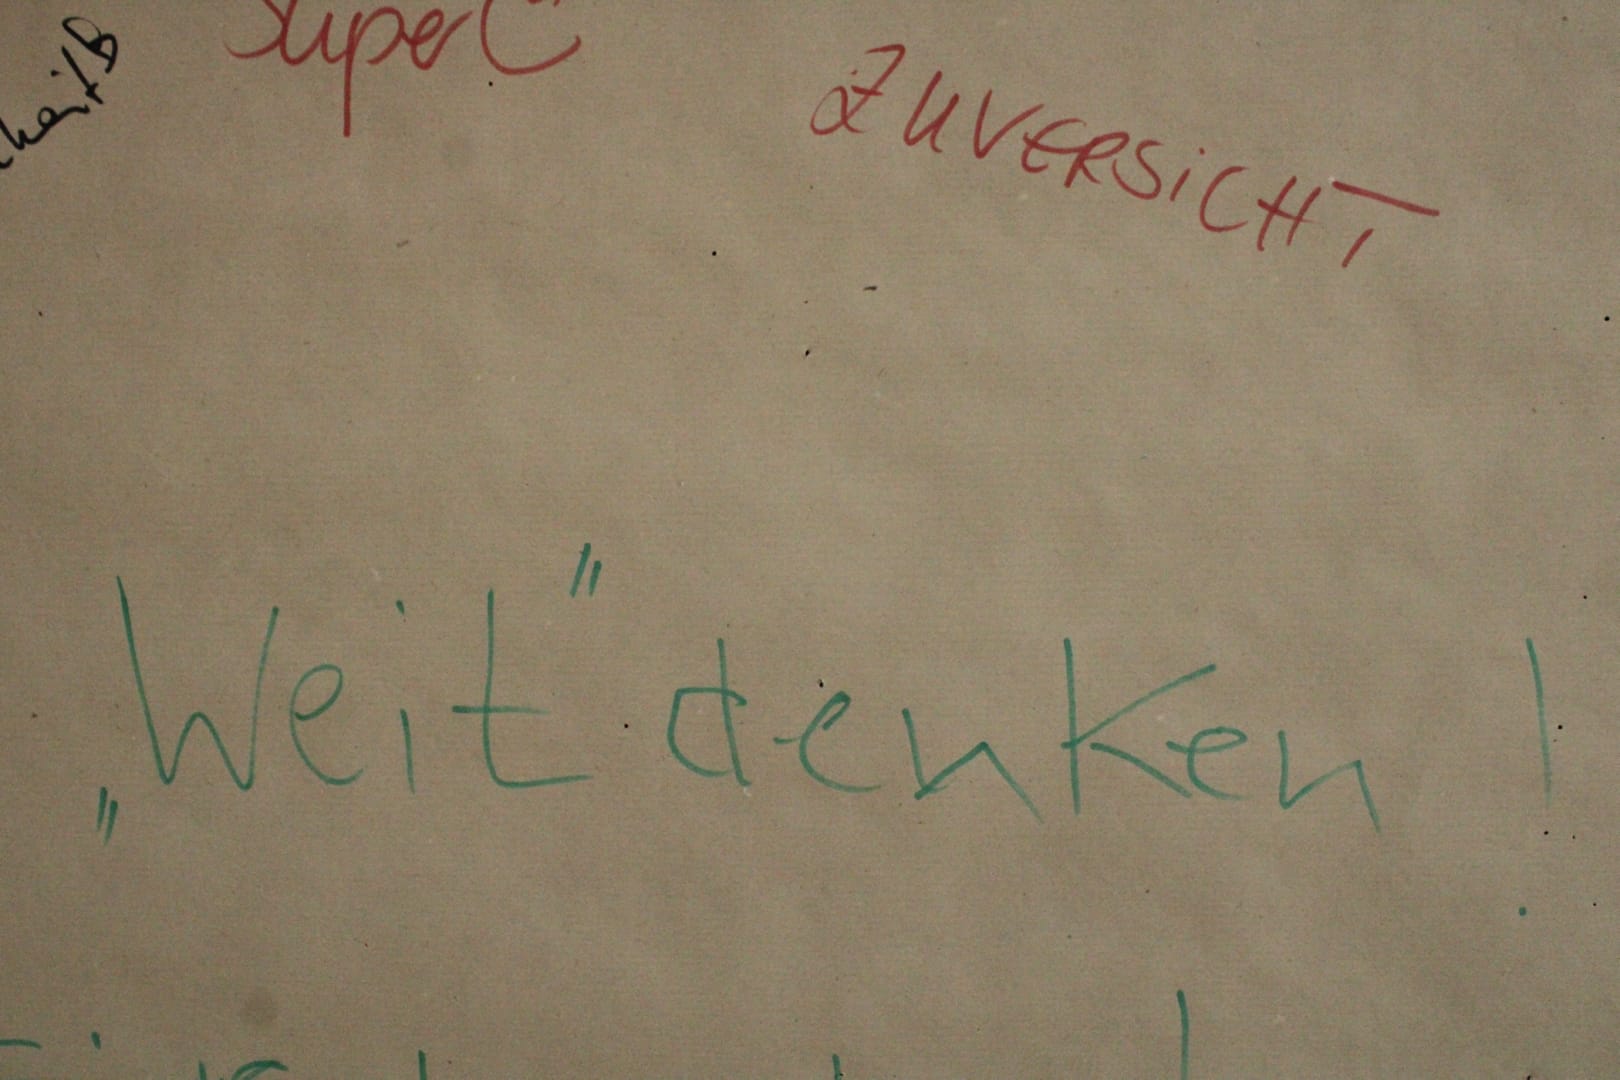 Super C
ZUVERSICHT
„Weit” denken!